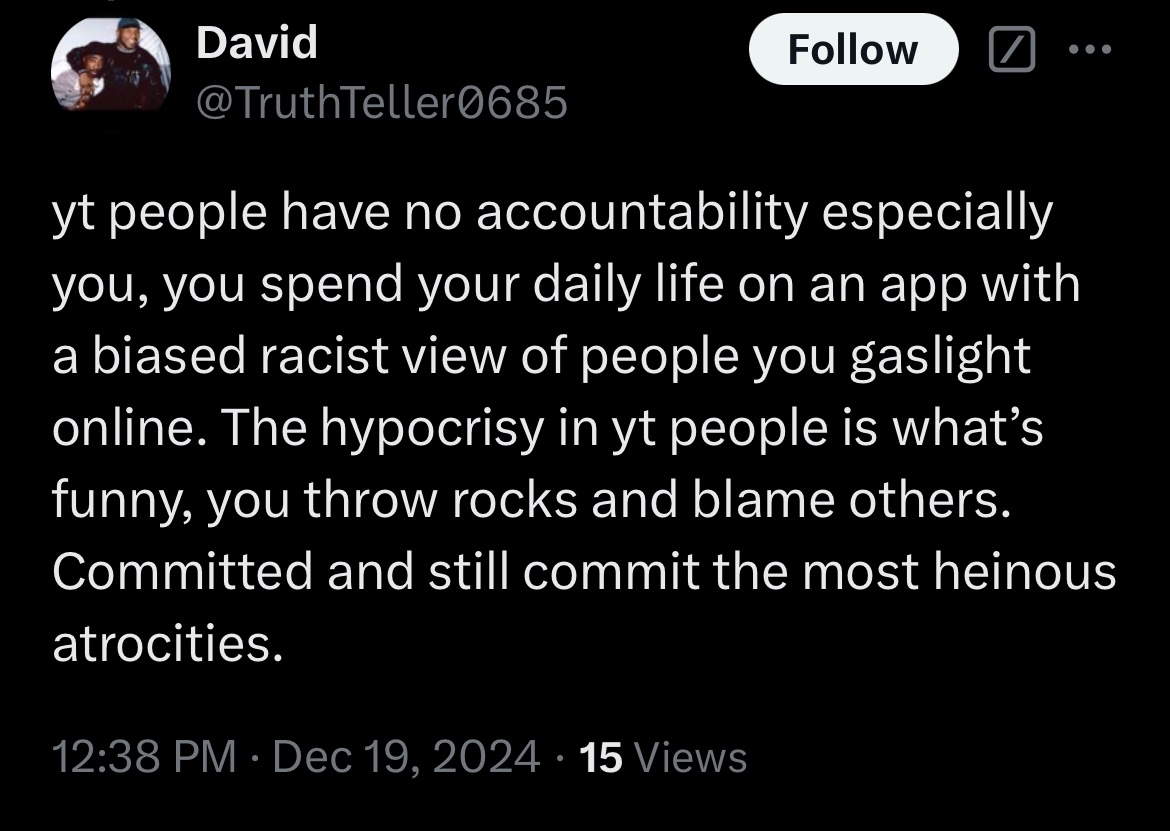 David
Follow
@TruthTeller0685
yt people have no accountability especially
you, you spend your daily life on an app with
a biased racist view of people you gaslight
online. The hypocrisy in yt people is what’s
funny, you throw rocks and blame others.
Committed and still commit the most heinous
atrocities.
12:38 PM · Dec 19, 2024 · 15 Views